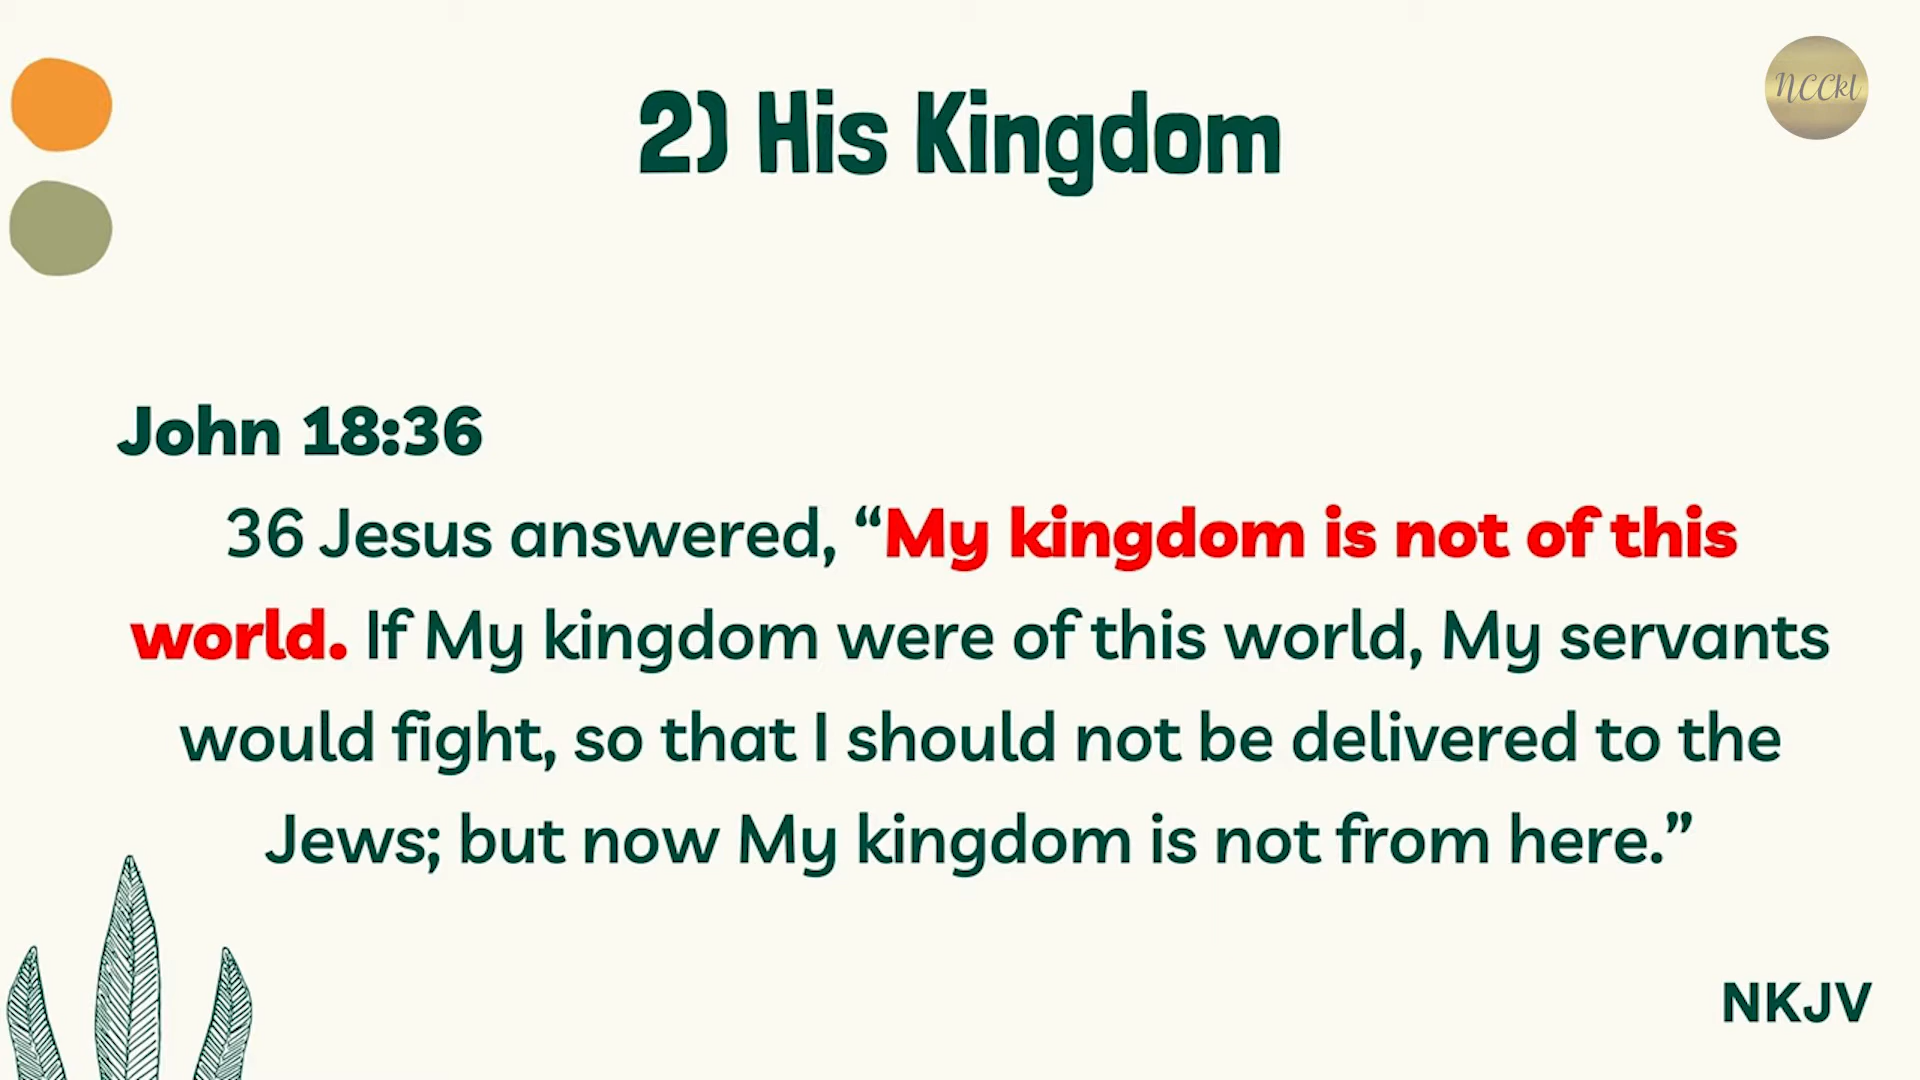 NCCkl
2) His Kingdom
John 18:36
36 Jesus answered, “My kingdom is not of this
world. If My kingdom were of this world, My servants
would fight, so that I should not be delivered to the
Jews; but now My kingdom is not from here.”
NKJV